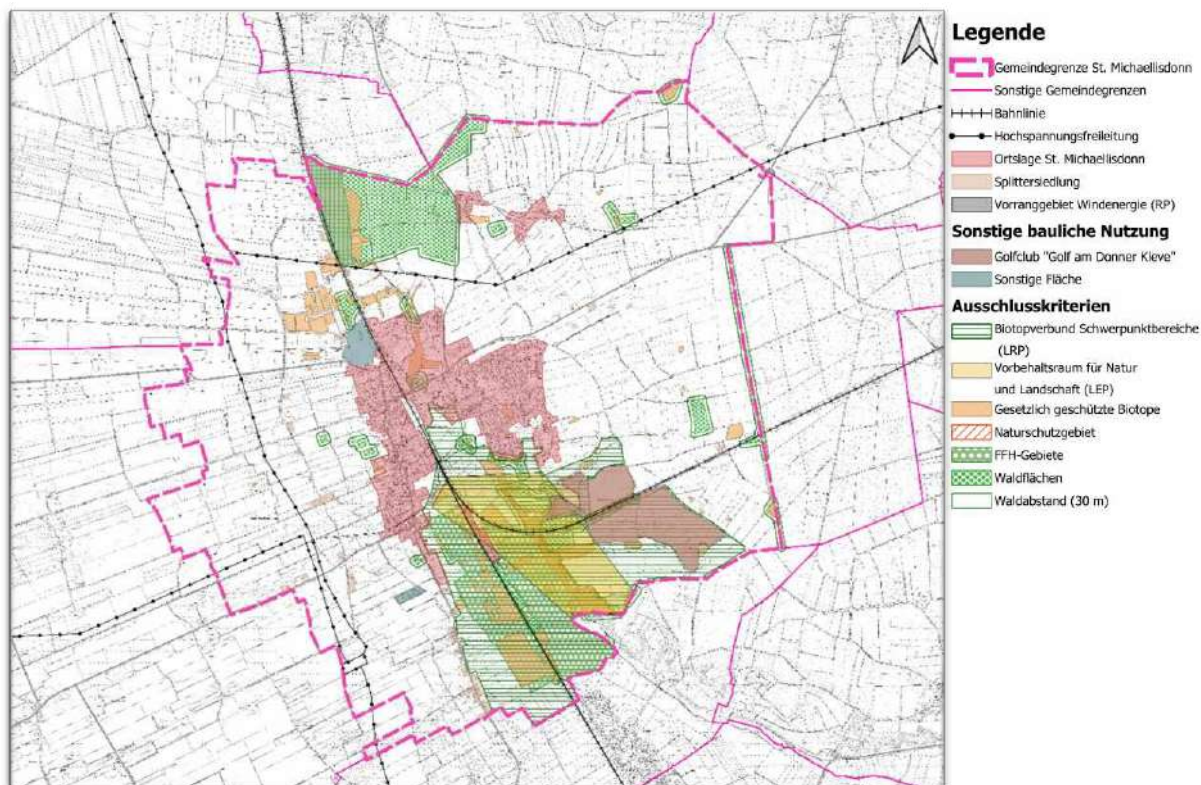 Legende
Gemeindegrenze St. Michaellisdonn
Sonstige Gemeindegrenzen
Bahnlinie
Hochspannungsfreileitung
Ortslage St. Michaellisdonn
Splittersiedlung
Vorranggebiet Windenergie (RP)
Sonstige bauliche Nutzung
Golfclub "Golf am Donner Kleve"
Sonstige Fläche
Ausschlusskriterien
Biotopverbund Schwerpunktbereiche
(LRP)
Vorbehaltsraum für Natur
und Landschaft (LEP)
Gesetzlich geschützte Biotope
Naturschutzgebiet
FFH-Gebiete
Waldflächen
Waldabstand (30 m)